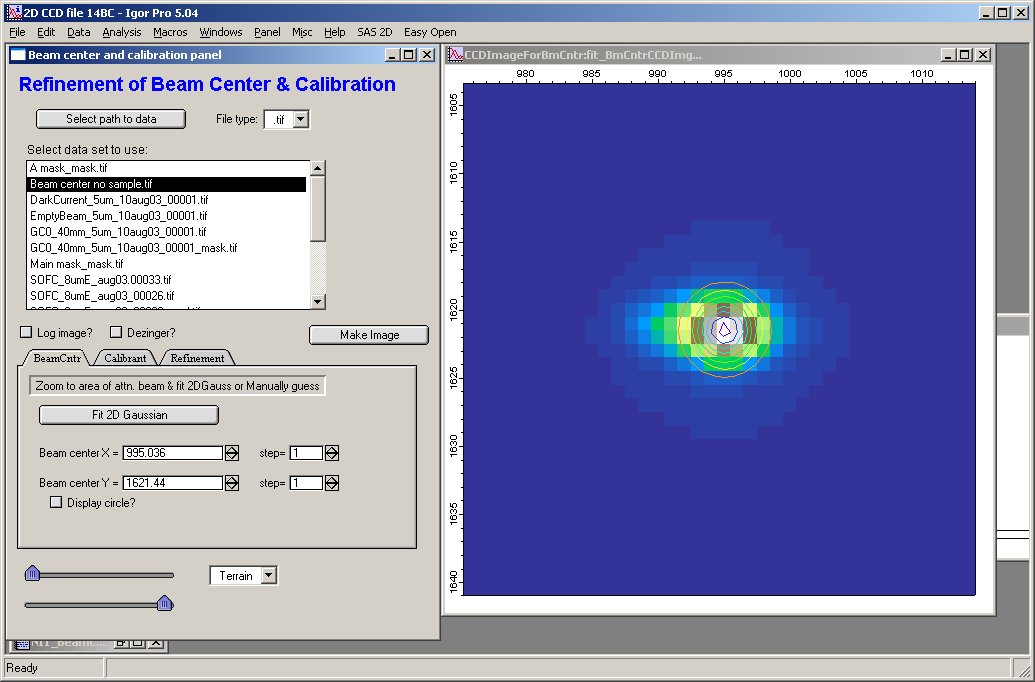 2D CCD file 14BC - Igor Pro 5.04
File Edit Data Analysis Macros Windows Panel Misc Help SAS 2D Easy Open
Beam center and calibration panel
Refinement of Beam Center & Calibration
Select path to data
File type: .tif
Select data set to use:
A mask_mask.tif
Beam center no sample.tif
DarkCurrent_5um_10aug03_00001.tif
EmptyBeam_5um_10aug03_00001.tif
GC0_40mm_5um_10aug03_00001.tif
GC0_40mm_5um_10aug03_00001_mask.tif
Main mask_mask.tif
SOFC_8umE_aug03.00033.tif
SOFC_8umE_aug03_00026.tif
Log image? Dezinger?
Make Image
BeamCntr Calibrant Refinement
Zoom to area of attn. beam & fit 2DGauss or Manually guess
Fit 2D Gaussian
Beam center X = 995.036 step= 1
Beam center Y = 1621.44 step= 1
Display circle?
Terrain
CCDImageForBmCntr:fit_BmCntrCCDImg...
980 985 990 995 1000 1005 1010
1605
1610
1615
1620
1625
1630
1635
1640
Ready